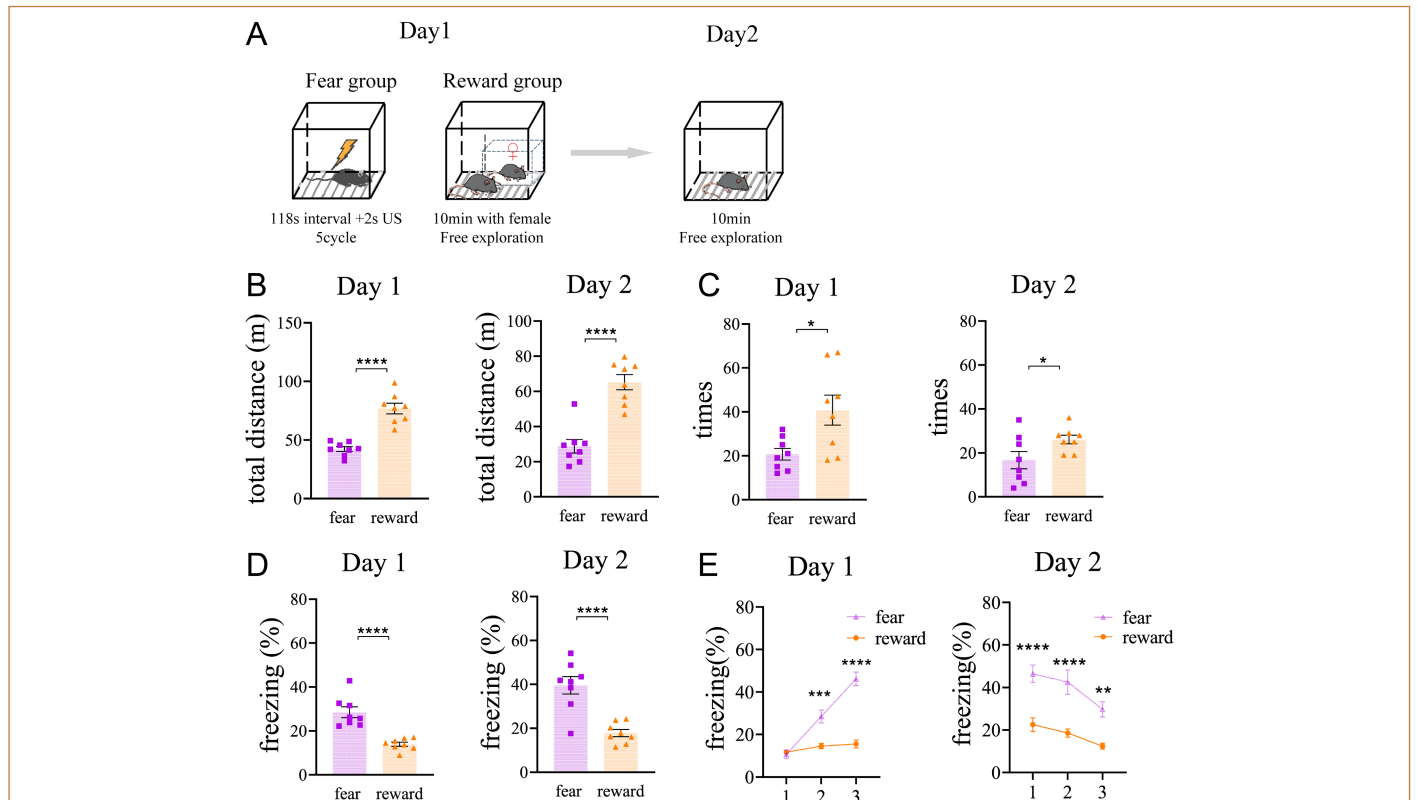 A
Day1
Day2
Fear group
Reward group
♀
118s interval +2s US
5cycle
10min with female
Free exploration
10min
Free exploration
B
Day 1
total distance (m)
150
100
50
0
****
fear
reward
Day 2
total distance (m)
100
80
60
40
20
0
****
fear
reward
C
Day 1
times
80
60
40
20
0
*
fear
reward
Day 2
times
80
60
40
20
0
*
fear
reward
D
Day 1
freezing (%)
80
60
40
20
0
****
fear
reward
Day 2
freezing (%)
80
60
40
20
0
****
fear
reward
E
Day 1
freezing(%)
80
60
40
20
0
fear
reward
***
****
1
2
3
Day 2
freezing(%)
80
60
40
20
0
fear
reward
****
****
**
1
2
3